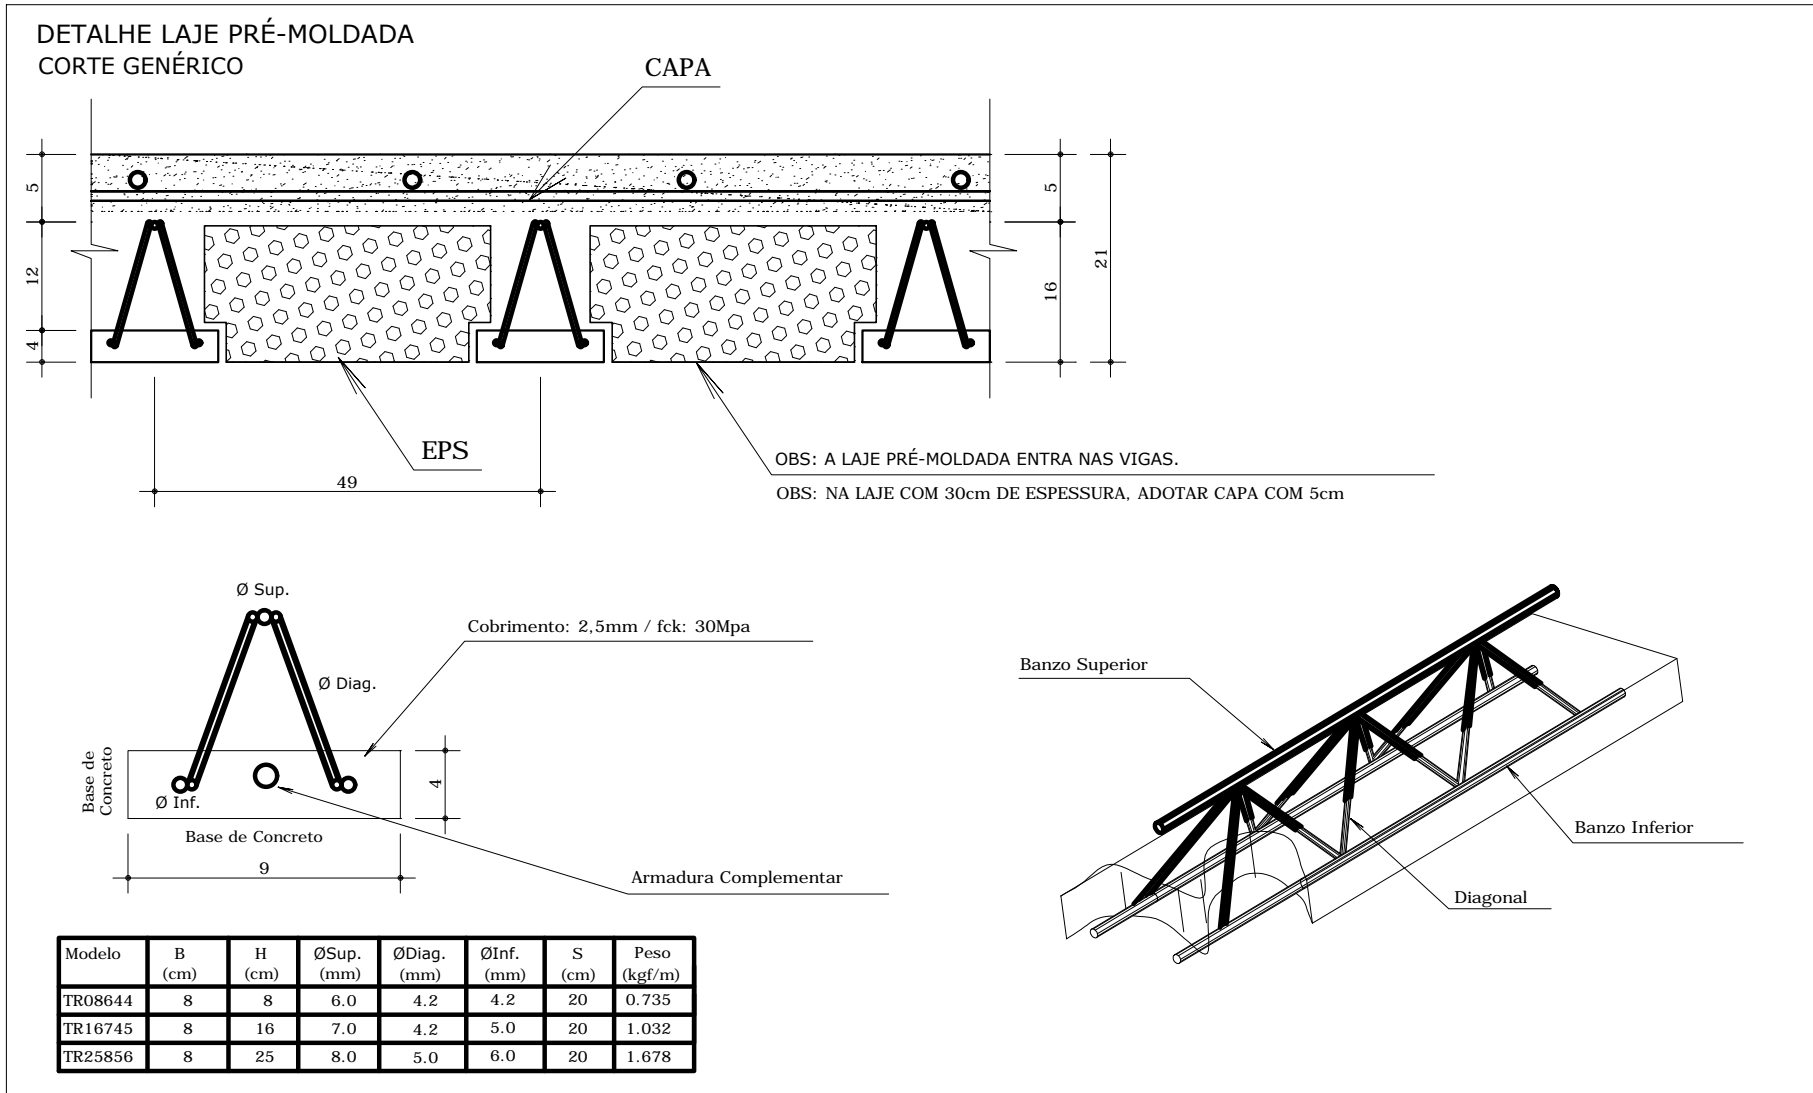 DETALHE LAJE PRÉ-MOLDADA
CORTE GENÉRICO
CAPA
5
12
4
5
16
21
EPS
49
OBS: A LAJE PRÉ-MOLDADA ENTRA NAS VIGAS.
OBS: NA LAJE COM 30cm DE ESPESSURA, ADOTAR CAPA COM 5cm
Ø Sup.
Cobrimento: 2,5mm / fck: 30Mpa
Ø Diag.
Base de
Concreto
Ø Inf.
4
Base de Concreto
9
Armadura Complementar
Banzo Superior
Banzo Inferior
Diagonal
Modelo B H ØSup. ØDiag. ØInf. S Peso
(cm) (cm) (mm) (mm) (mm) (cm) (kgf/m)
TR08644 8 8 6.0 4.2 4.2 20 0.735
TR16745 8 16 7.0 4.2 5.0 20 1.032
TR25856 8 25 8.0 5.0 6.0 20 1.678